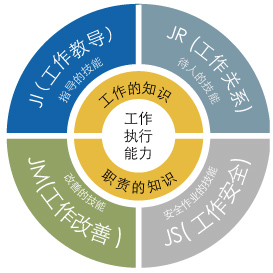 JI(工作教导)
指导的技能
JR(工作关系)
待人的技能
工作的知识
工作
执行
能力
职责的知识
JM(工作改善)
改善的技能
JS(工作安全)
安全作业的技能